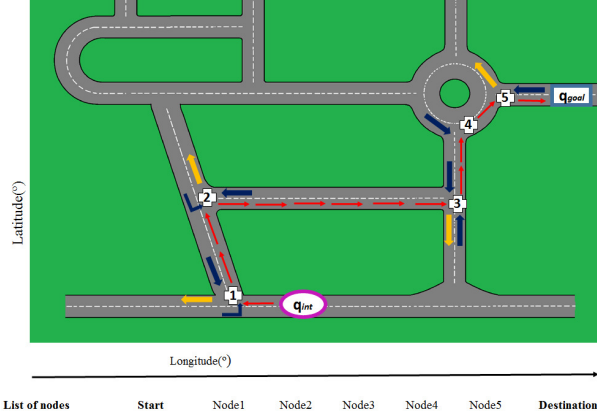 5
q_goal
4
2
3
1
q_int
Latitude(°)
Longitude(°)
List of nodes Start Node1 Node2 Node3 Node4 Node5 Destination